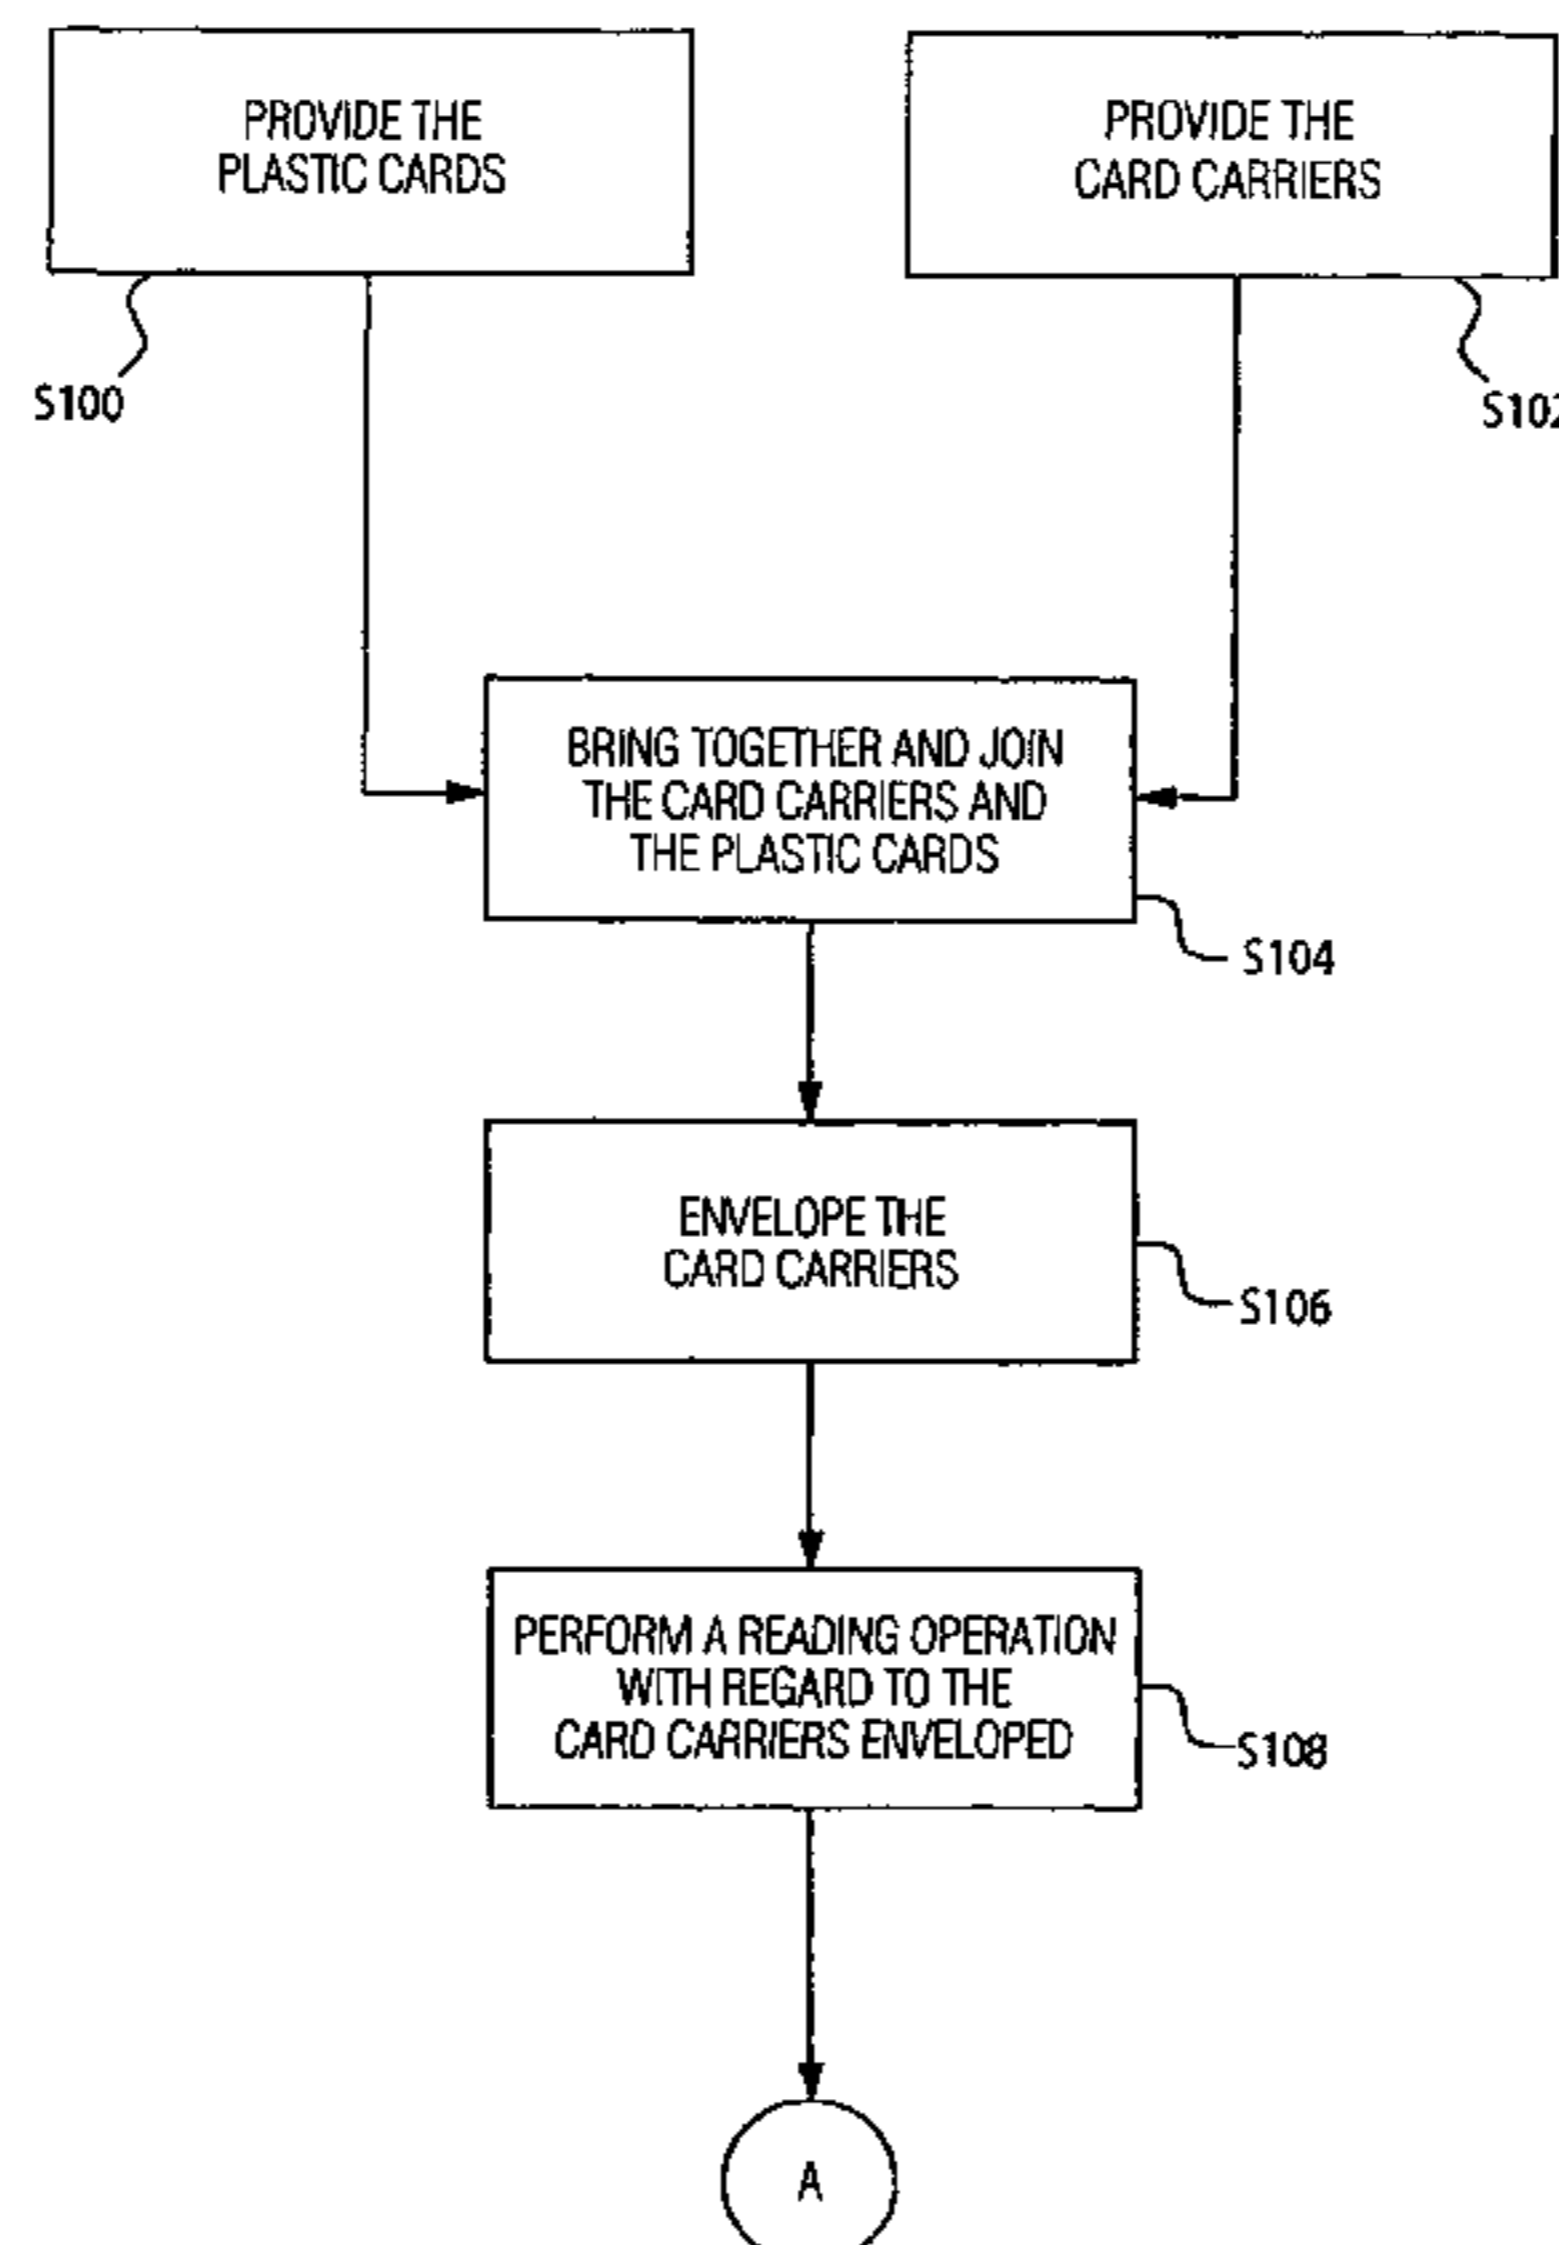 PROVIDE THE
PLASTIC CARDS
PROVIDE THE
CARD CARRIERS
S100
S102
BRING TOGETHER AND JOIN
THE CARD CARRIERS AND
THE PLASTIC CARDS
S104
ENVELOPE THE
CARD CARRIERS
S106
PERFORM A READING OPERATION
WITH REGARD TO THE
CARD CARRIERS ENVELOPED
S108
A